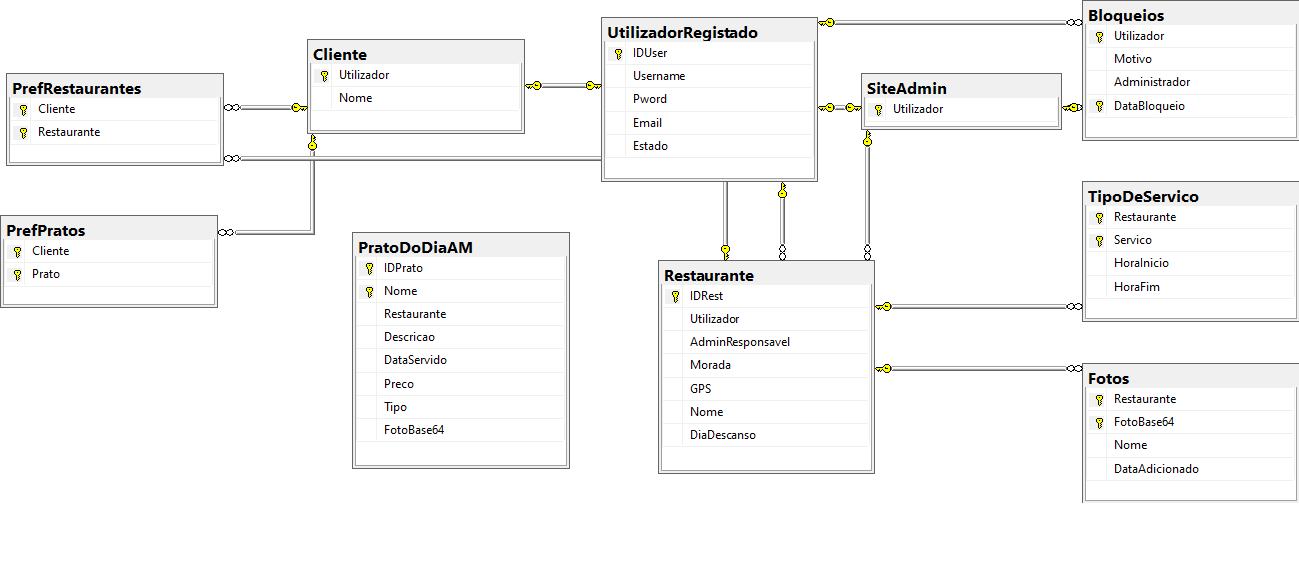 PrefRestaurantes
Cliente
Restaurante
PrefPratos
Cliente
Prato
Cliente
Utilizador
Nome
PratoDoDiaAM
IDPrato
Nome
Restaurante
Descricao
DataServido
Preco
Tipo
FotoBase64
UtilizadorRegistado
IDUser
Username
Pword
Email
Estado
Restaurante
IDRest
Utilizador
AdminResponsavel
Morada
GPS
Nome
DiaDescanso
SiteAdmin
Utilizador
Bloqueios
Utilizador
Motivo
Administrador
DataBloqueio
TipoDeServico
Restaurante
Servico
HoraInicio
HoraFim
Fotos
Restaurante
FotoBase64
Nome
DataAdicionado